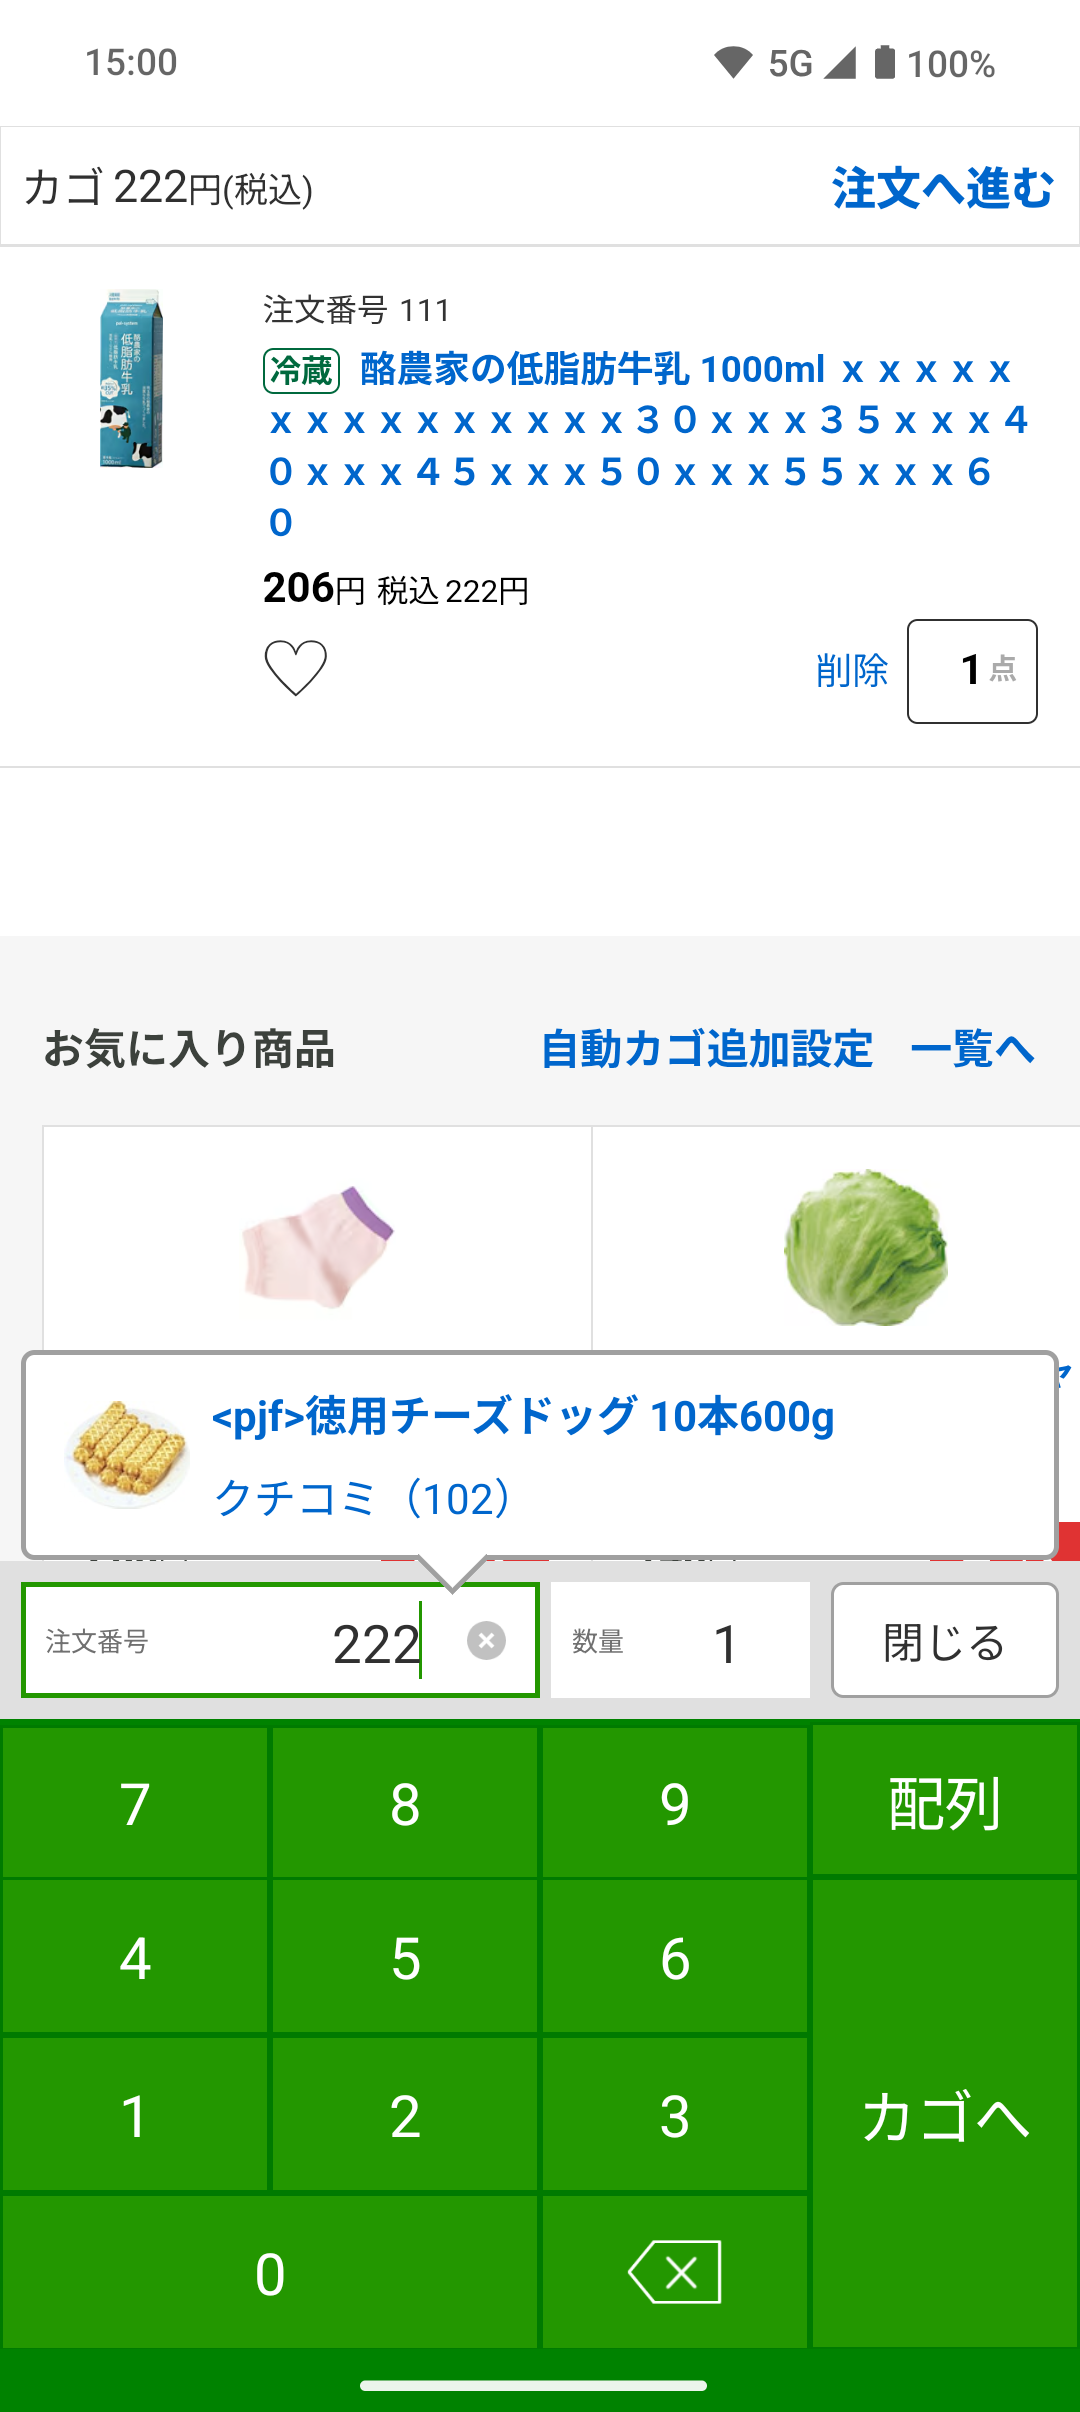 15:00
5G 100%
カゴ 222円(税込)
注文へ進む
注文番号 111
冷蔵 酪農家の低脂肪牛乳 1000ml ｘｘｘｘｘ
ｘｘｘｘｘｘｘｘｘｘ３０ｘｘｘ３５ｘｘｘ４
０ｘｘｘ４５ｘｘｘ５０ｘｘｘ５５ｘｘｘ６
０
206円 税込 222円
削除
1 点
お気に入り商品
自動カゴ追加設定
一覧へ
<pjf>徳用チーズドッグ 10本600g
クチコミ（102）
注文番号 222
数量 1
閉じる
7 8 9 配列
4 5 6
1 2 3 カゴへ
0